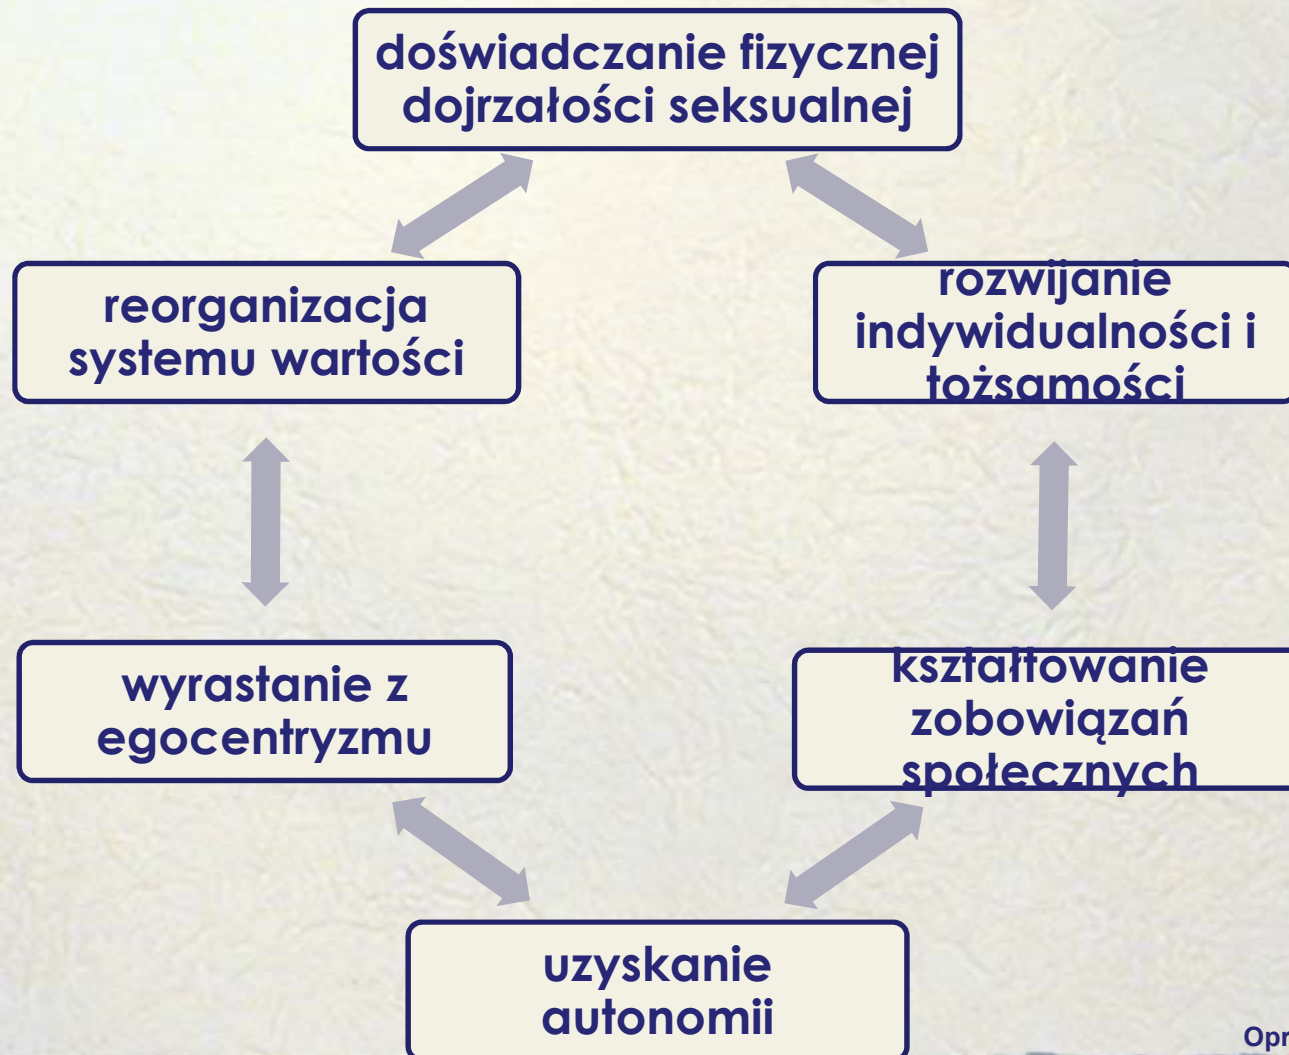 doświadczanie fizycznej
dojrzałości seksualnej
reorganizacja
systemu wartości
rozwijanie
indywidualności i
tożsamości
wyrastanie z
egocentryzmu
kształtowanie
zobowiązań
społecznych
uzyskanie
autonomii
Opr